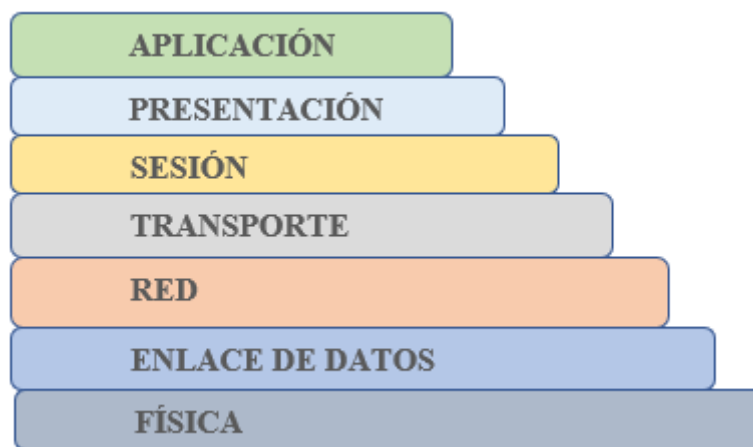 APLICACIÓN
PRESENTACIÓN
SESIÓN
TRANSPORTE
RED
ENLACE DE DATOS
FÍSICA